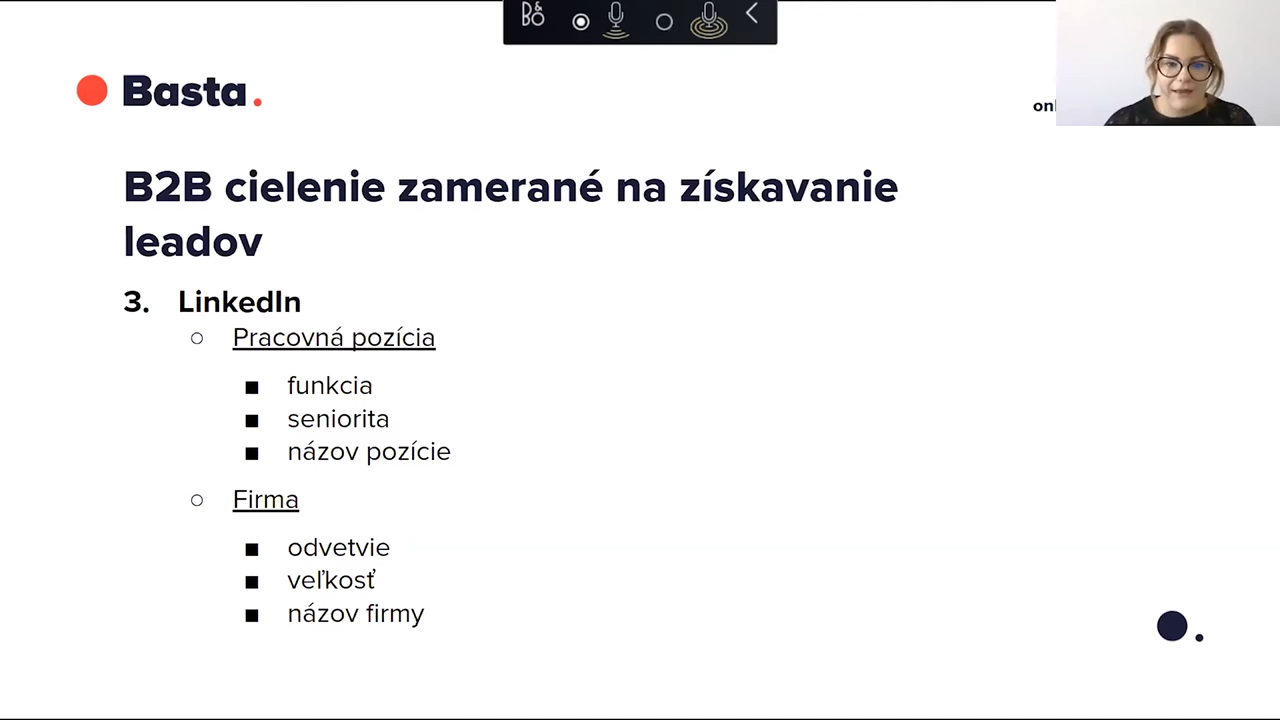 B&O
Basta.
onl
B2B cielenie zamerané na získavanie
leadov
3. LinkedIn
○ Pracovná pozícia
■ funkcia
■ seniorita
■ názov pozície
○ Firma
■ odvetvie
■ veľkosť
■ názov firmy